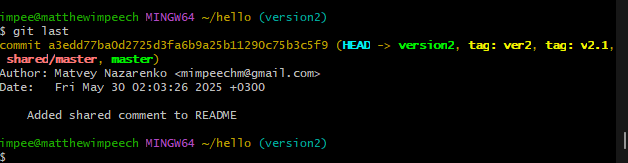 impee@matthewimpeech MINGW64 ~/hello (version2)
$ git last
commit a3edd77ba0d2725d3fa6b9a25b11290c75b3c5f9 (HEAD -> version2, tag: ver2, tag: v2.1,
 shared/master, master)
Author: Matvey Nazarenko <mimpeechm@gmail.com>
Date:   Fri May 30 02:03:26 2025 +0300
    Added shared comment to README
impee@matthewimpeech MINGW64 ~/hello (version2)
$